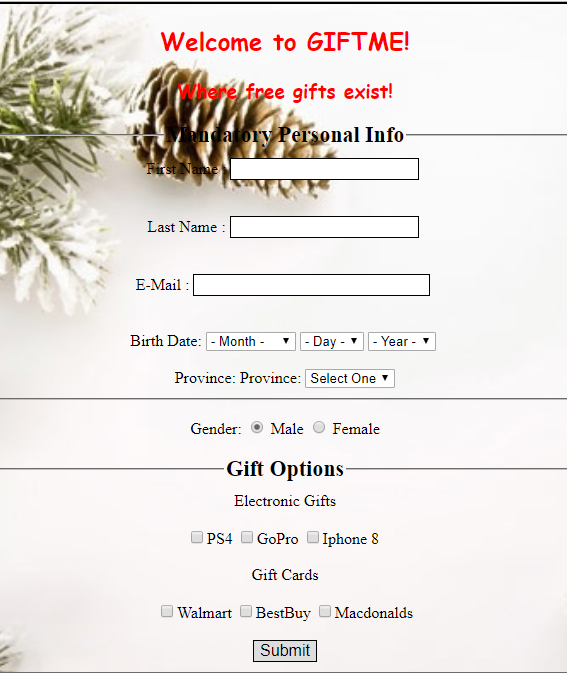 Welcome to GIFTME!
Where free gifts exist!
Mandatory Personal Info
First Name :
Last Name :
E-Mail :
Birth Date: - Month - - Day - - Year -
Province: Province: Select One
Gender: Male Female
Gift Options
Electronic Gifts
PS4 GoPro Iphone 8
Gift Cards
Walmart BestBuy Macdonalds
Submit